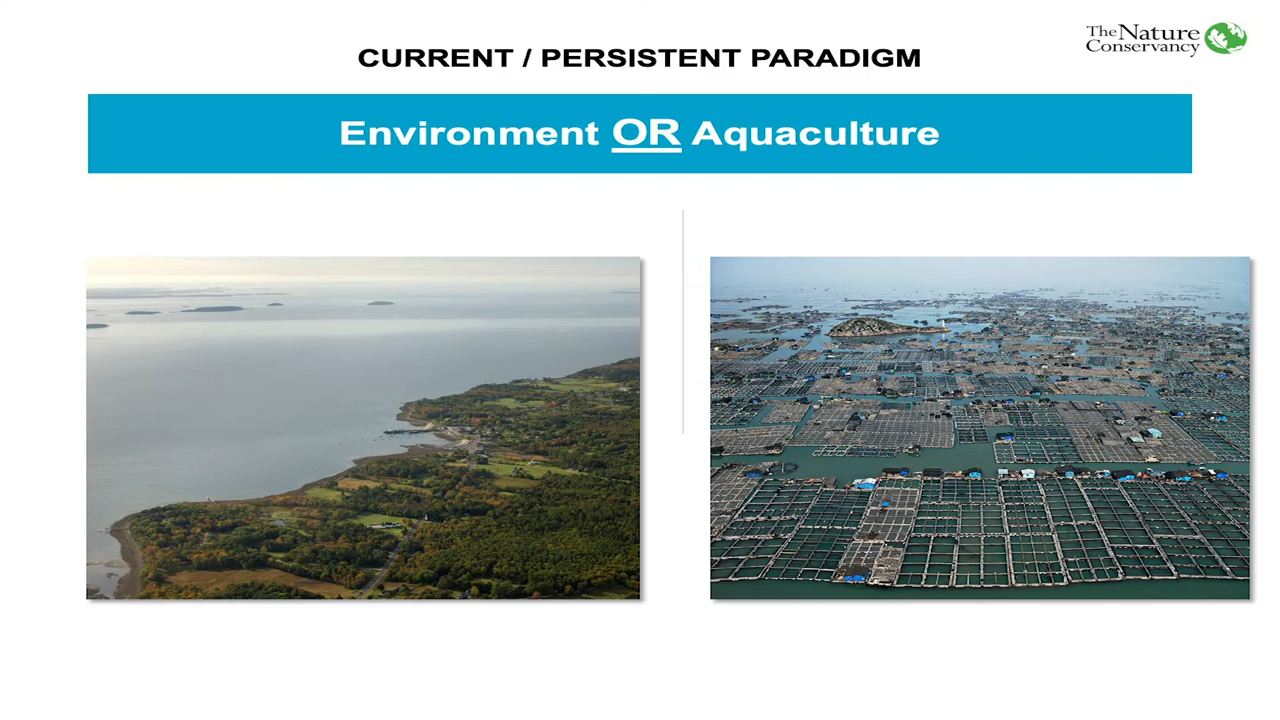 The Nature
Conservancy
CURRENT / PERSISTENT PARADIGM
Environment OR Aquaculture